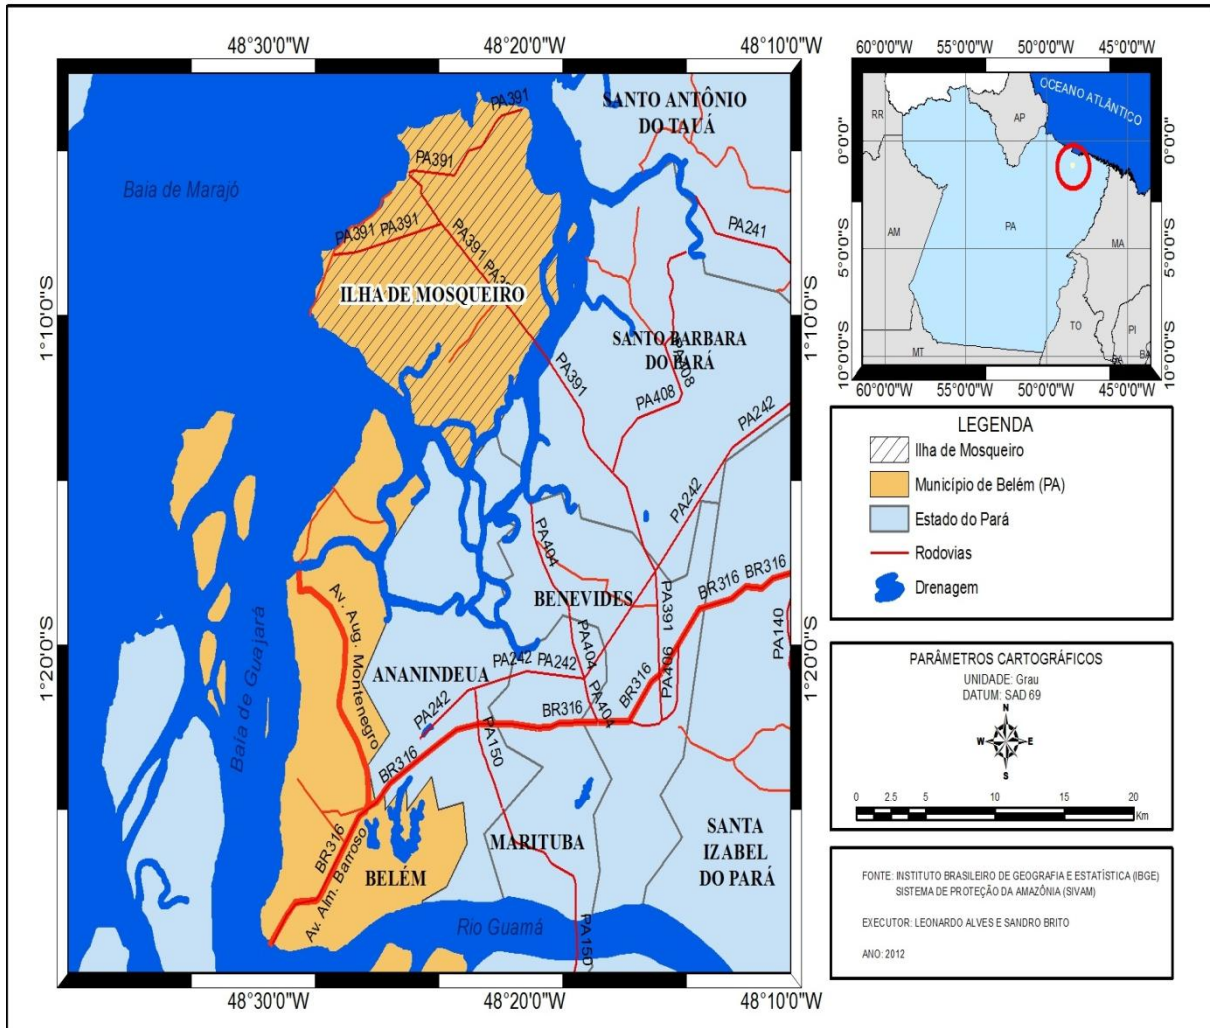 48°30'0"W
48°20'0"W
48°10'0"W
1°10'0"S
1°20'0"S
SANTO ANTÔNIO
DO TAUÁ
PA391
PA391
Baia de Marajó
PA391
PA391
PA391
PA241
ILHA DE MOSQUEIRO
SANTO BARBARA
DO PARÁ
PA391
PA408
PA408
PA242
PA242
PA404
BR316
BR316
BENEVIDES
PA391
PA140
Av. Aug. Montenegro
Baia de Guajará
ANANINDEUA
PA242
PA242
PA404
PA406
PA242
BR316
BR316
PA404
BR316
PA150
BR316
Av. Alm. Barroso
MARITUBA
SANTA
IZABEL
DO PARÁ
BELÉM
Rio Guamá
PA150
1°10'0"S
1°20'0"S
48°30'0"W
48°20'0"W
48°10'0"W
60°0'0"W
55°0'0"W
50°0'0"W
45°0'0"W
OCEANO ATLÂNTICO
RR
AP
AM
PA
MA
TO
PI
MT
BA
0°0'0"
5°0'0"S
10°0'0"S
0°0'0"
5°0'0"S
10°0'0"S
60°0'0"W
55°0'0"W
50°0'0"W
45°0'0"W
LEGENDA
Ilha de Mosqueiro
Município de Belém (PA)
Estado do Pará
Rodovias
Drenagem
PARÂMETROS CARTOGRÁFICOS
UNIDADE: Grau
DATUM: SAD 69
N
W E
S
0 2.5 5 10 15 20
Km
FONTE: INSTITUTO BRASILEIRO DE GEOGRAFIA E ESTATÍSTICA (IBGE)
SISTEMA DE PROTEÇÃO DA AMAZÔNIA (SIVAM)
EXECUTOR: LEONARDO ALVES E SANDRO BRITO
ANO: 2012